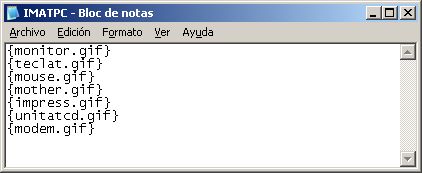 IMATPC - Bloc de notas
Archivo Edición Formato Ver Ayuda
{monitor.gif}
{teclat.gif}
{mouse.gif}
{mother.gif}
{impress.gif}
{unitatcd.gif}
{modem.gif}